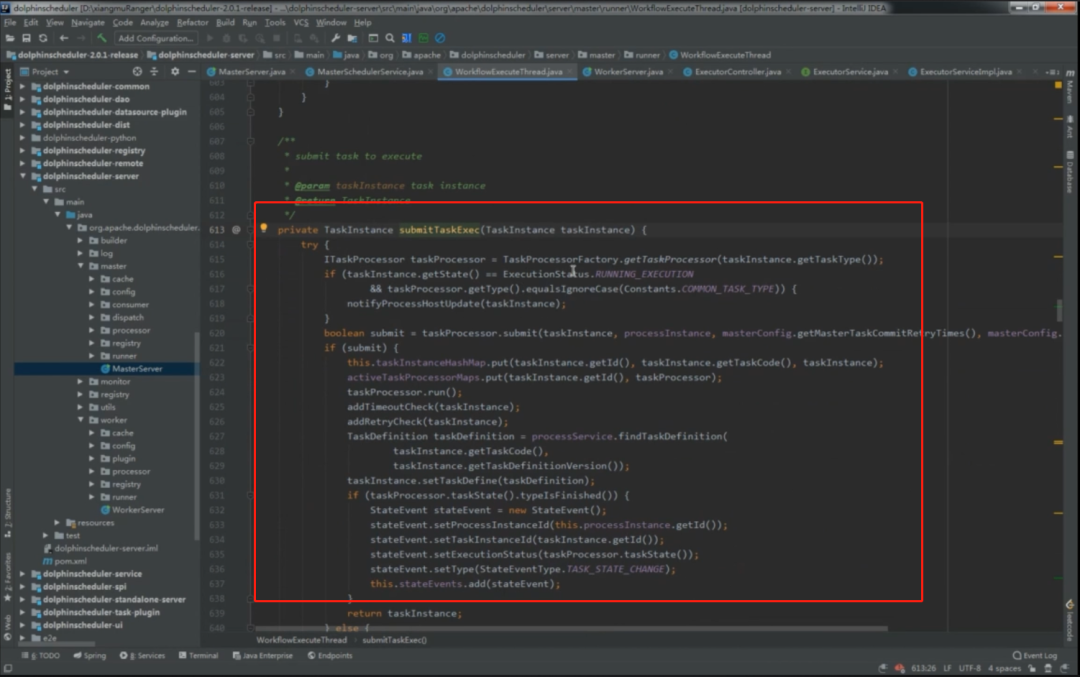 dolphinscheduler [D:\xiangmuRanger\dolphinscheduler-2.0.1-release] - ...\dolphinscheduler-server\src\main\java\org\apache\dolphinscheduler\server\master\runner\WorkflowExecuteThread.java [dolphinscheduler-server] - IntelliJ IDEA
File Edit View Navigate Code Analyze Refactor Build Run Tools VCS Window Help
Add Configuration...
dolphinscheduler-2.0.1-release dolphinscheduler-server src main java org apache dolphinscheduler server master runner WorkflowExecuteThread
Project MasterServer.java MasterSchedulerService.java WorkflowExecuteThread.java WorkerServer.java ExecutorController.java ExecutorService.java ExecutorServiceImpl.java
dolphinscheduler-common
dolphinscheduler-dao
dolphinscheduler-datasource-plugin
dolphinscheduler-dist
dolphinscheduler-python
dolphinscheduler-registry
dolphinscheduler-remote
dolphinscheduler-server
src
main
java
org.apache.dolphinscheduler.
builder
log
master
cache
config
consumer
dispatch
processor
registry
runner
MasterServer
monitor
registry
utils
worker
cache
config
plugin
processor
registry
runner
WorkerServer
resources
test
dolphinscheduler-server.iml
pom.xml
dolphinscheduler-service
dolphinscheduler-spi
dolphinscheduler-standalone-server
dolphinscheduler-task-plugin
dolphinscheduler-ui
e2e
603 }
604 }
605 }
606
607 /**
608 * submit task to execute
609 *
610 * @param taskInstance task instance
611 * @return TaskInstance
612 */
613 private TaskInstance submitTaskExec(TaskInstance taskInstance) {
614 try {
615 ITaskProcessor taskProcessor = TaskProcessorFactory.getTaskProcessor(taskInstance.getTaskType());
616 if (taskInstance.getState() == ExecutionStatus.RUNNING_EXECUTION
617 && taskProcessor.getType().equalsIgnoreCase(Constants.COMMON_TASK_TYPE)) {
618 notifyProcessHostUpdate(taskInstance);
619 }
620 boolean submit = taskProcessor.submit(taskInstance, processInstance, masterConfig.getMasterTaskCommitRetryTimes(), masterConfig.
621 if (submit) {
622 this.taskInstanceHashMap.put(taskInstance.getId(), taskInstance.getTaskCode(), taskInstance);
623 activeTaskProcessorMaps.put(taskInstance.getId(), taskProcessor);
624 taskProcessor.run();
625 addTimeoutCheck(taskInstance);
626 addRetryCheck(taskInstance);
627 TaskDefinition taskDefinition = processService.findTaskDefinition(
628 taskInstance.getTaskCode(),
629 taskInstance.getTaskDefinitionVersion());
630 taskInstance.setTaskDefine(taskDefinition);
631 if (taskProcessor.taskState().typeIsFinished()) {
632 StateEvent stateEvent = new StateEvent();
633 stateEvent.setProcessInstanceId(this.processInstance.getId());
634 stateEvent.setTaskInstanceId(taskInstance.getId());
635 stateEvent.setExecutionStatus(taskProcessor.taskState());
636 stateEvent.setType(StateEventType.TASK_STATE_CHANGE);
637 this.stateEvents.add(stateEvent);
638 }
639 return taskInstance;
640 } else {
WorkflowExecuteThread submitTaskExec()
1: Project
7: Structure
2: Favorites
Web
Maven
Ant
Database
leetcode
6: TODO Spring 8: Services Terminal Java Enterprise Endpoints Event Log
613:26 LF UTF-8 4 spaces